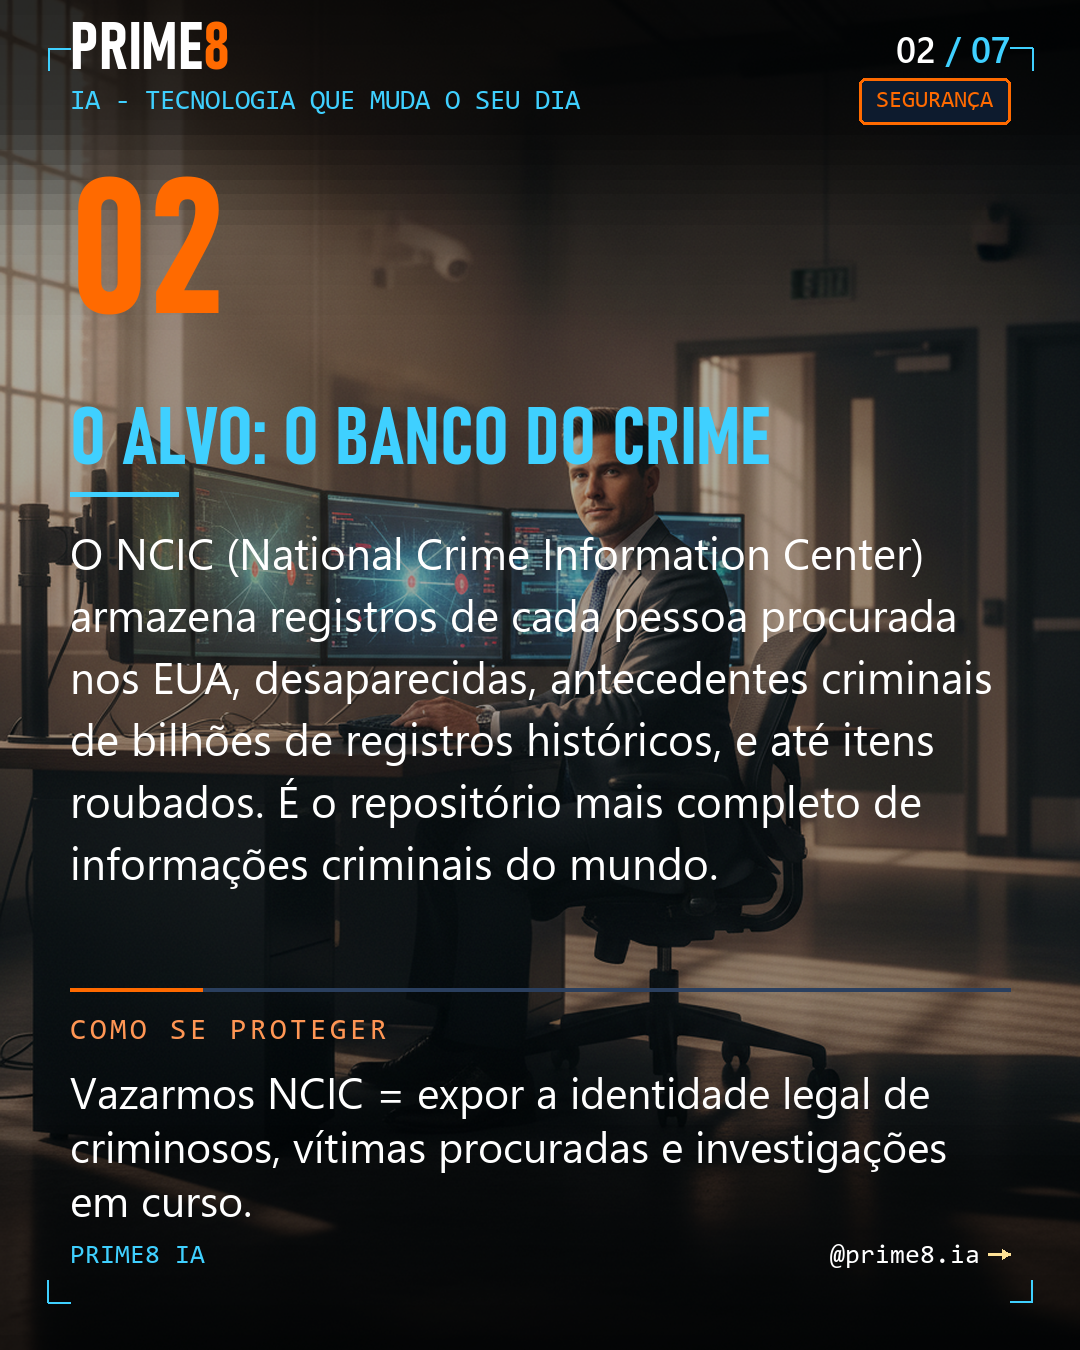 PRIME8
02 / 07
IA - TECNOLOGIA QUE MUDA O SEU DIA
SEGURANÇA
02
EXIT
O ALVO: O BANCO DO CRIME
O NCIC (National Crime Information Center)
armazena registros de cada pessoa procurada
nos EUA, desaparecidas, antecedentes criminais
de bilhões de registros históricos, e até itens
roubados. É o repositório mais completo de
informações criminais do mundo.
COMO SE PROTEGER
Vazarmos NCIC = expor a identidade legal de
criminosos, vítimas procuradas e investigações
em curso.
PRIME8 IA
@prime8.ia